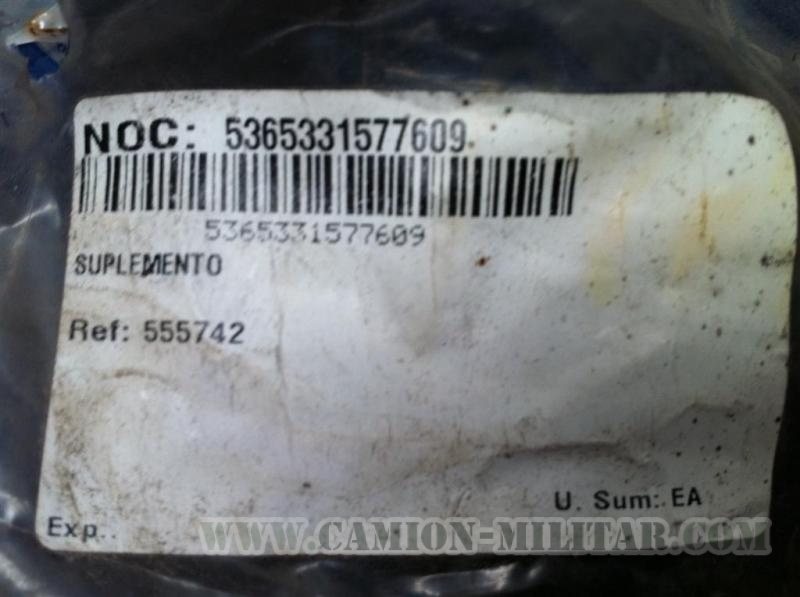 NOC: 5365331577609
5365331577609
SUPLEMENTO
Ref: 555742
U. Sum: EA
Exp..
WWW.CAMION-MILITAR.COM